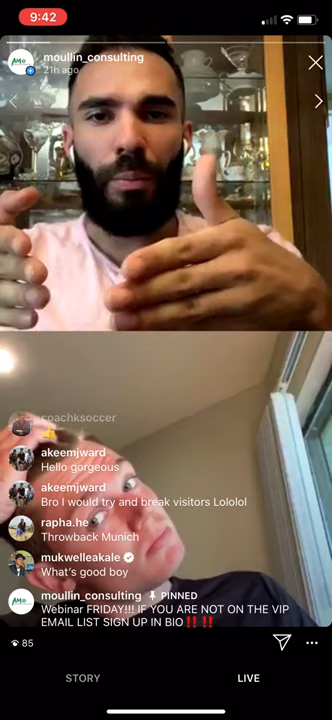 9:42
moullin_consulting
21h ago
coachksoccer
akeemjward
Hello gorgeous
akeemjward
Bro I would try and break visitors Lololol
rapha.he
Throwback Munich
mukwelleakale
What's good boy
moullin_consulting PINNED
Webinar FRIDAY!!! IF YOU ARE NOT ON THE VIP
EMAIL LIST SIGN UP IN BIO‼️ ‼️
85
STORY LIVE